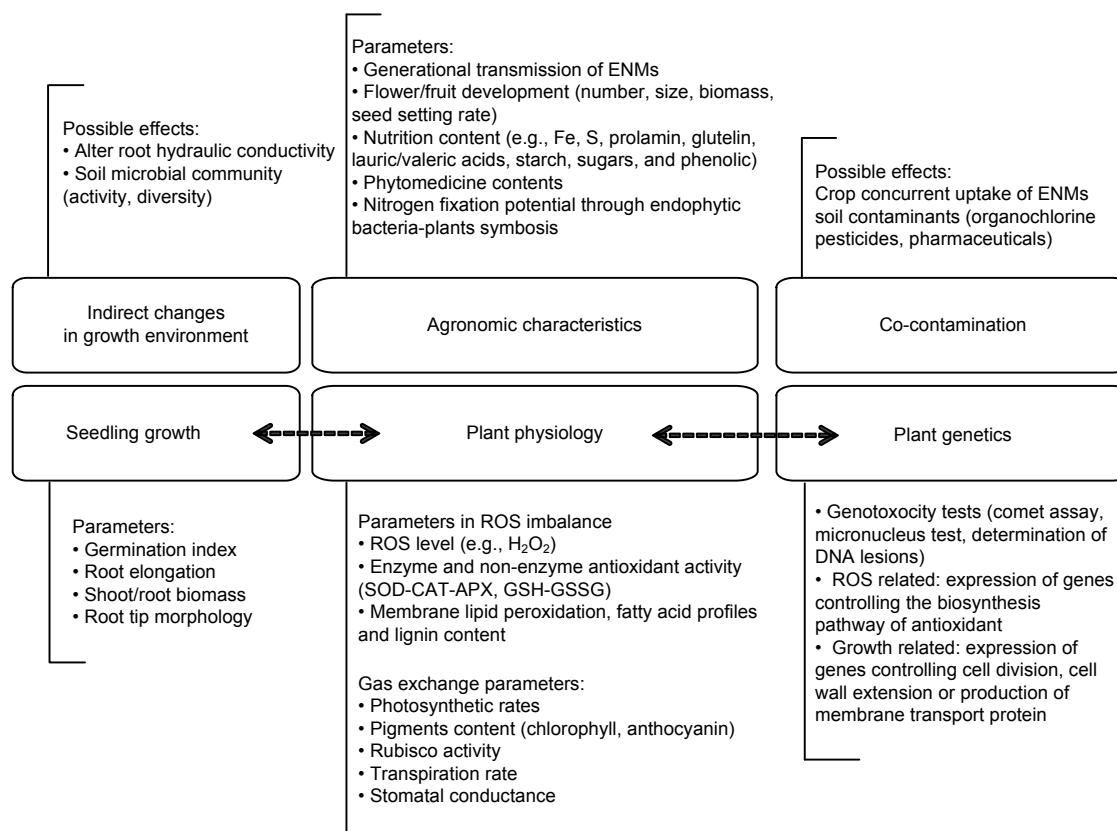 Parameters:
• Generational transmission of ENMs
• Flower/fruit development (number, size, biomass,
seed setting rate)
• Nutrition content (e.g., Fe, S, prolamin, glutelin,
lauric/valeric acids, starch, sugars, and phenolic)
• Phytomedicine contents
• Nitrogen fixation potential through endophytic
bacteria-plants symbosis
Possible effects:
• Alter root hydraulic conductivity
• Soil microbial community
(activity, diversity)
Possible effects:
Crop concurrent uptake of ENMs
soil contaminants (organochlorine
pesticides, pharmaceuticals)
Indirect changes
in growth environment
Agronomic characteristics
Co-contamination
Seedling growth
Plant physiology
Plant genetics
Parameters:
• Germination index
• Root elongation
• Shoot/root biomass
• Root tip morphology
Parameters in ROS imbalance
• ROS level (e.g., H₂O₂)
• Enzyme and non-enzyme antioxidant activity
(SOD-CAT-APX, GSH-GSSG)
• Membrane lipid peroxidation, fatty acid profiles
and lignin content
Gas exchange parameters:
• Photosynthetic rates
• Pigments content (chlorophyll, anthocyanin)
• Rubisco activity
• Transpiration rate
• Stomatal conductance
• Genotoxocity tests (comet assay,
micronucleus test, determination of
DNA lesions)
• ROS related: expression of genes
controlling the biosynthesis
pathway of antioxidant
• Growth related: expression of
genes controlling cell division, cell
wall extension or production of
membrane transport protein